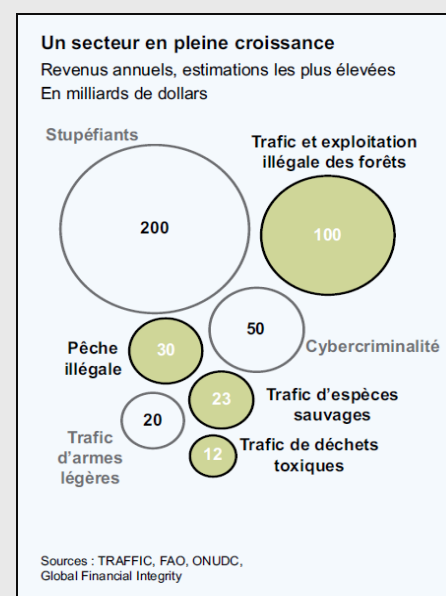 Un secteur en pleine croissance
Revenus annuels, estimations les plus élevées
En milliards de dollars
Stupéfiants
200
Trafic et exploitation
illégale des forêts
100
50
Cybercriminalité
Pêche
illégale
30
23
Trafic d’espèces
sauvages
20
Trafic
d’armes
légères
12
Trafic de déchets
toxiques
Sources : TRAFFIC, FAO, ONUDC,
Global Financial Integrity